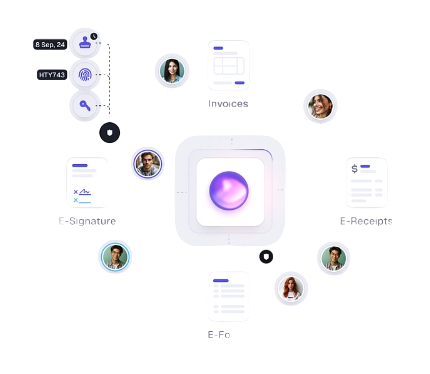 8 Sep, 24
HTY743
Invoices
E-Signature
$
E-Receipts
E-Fo